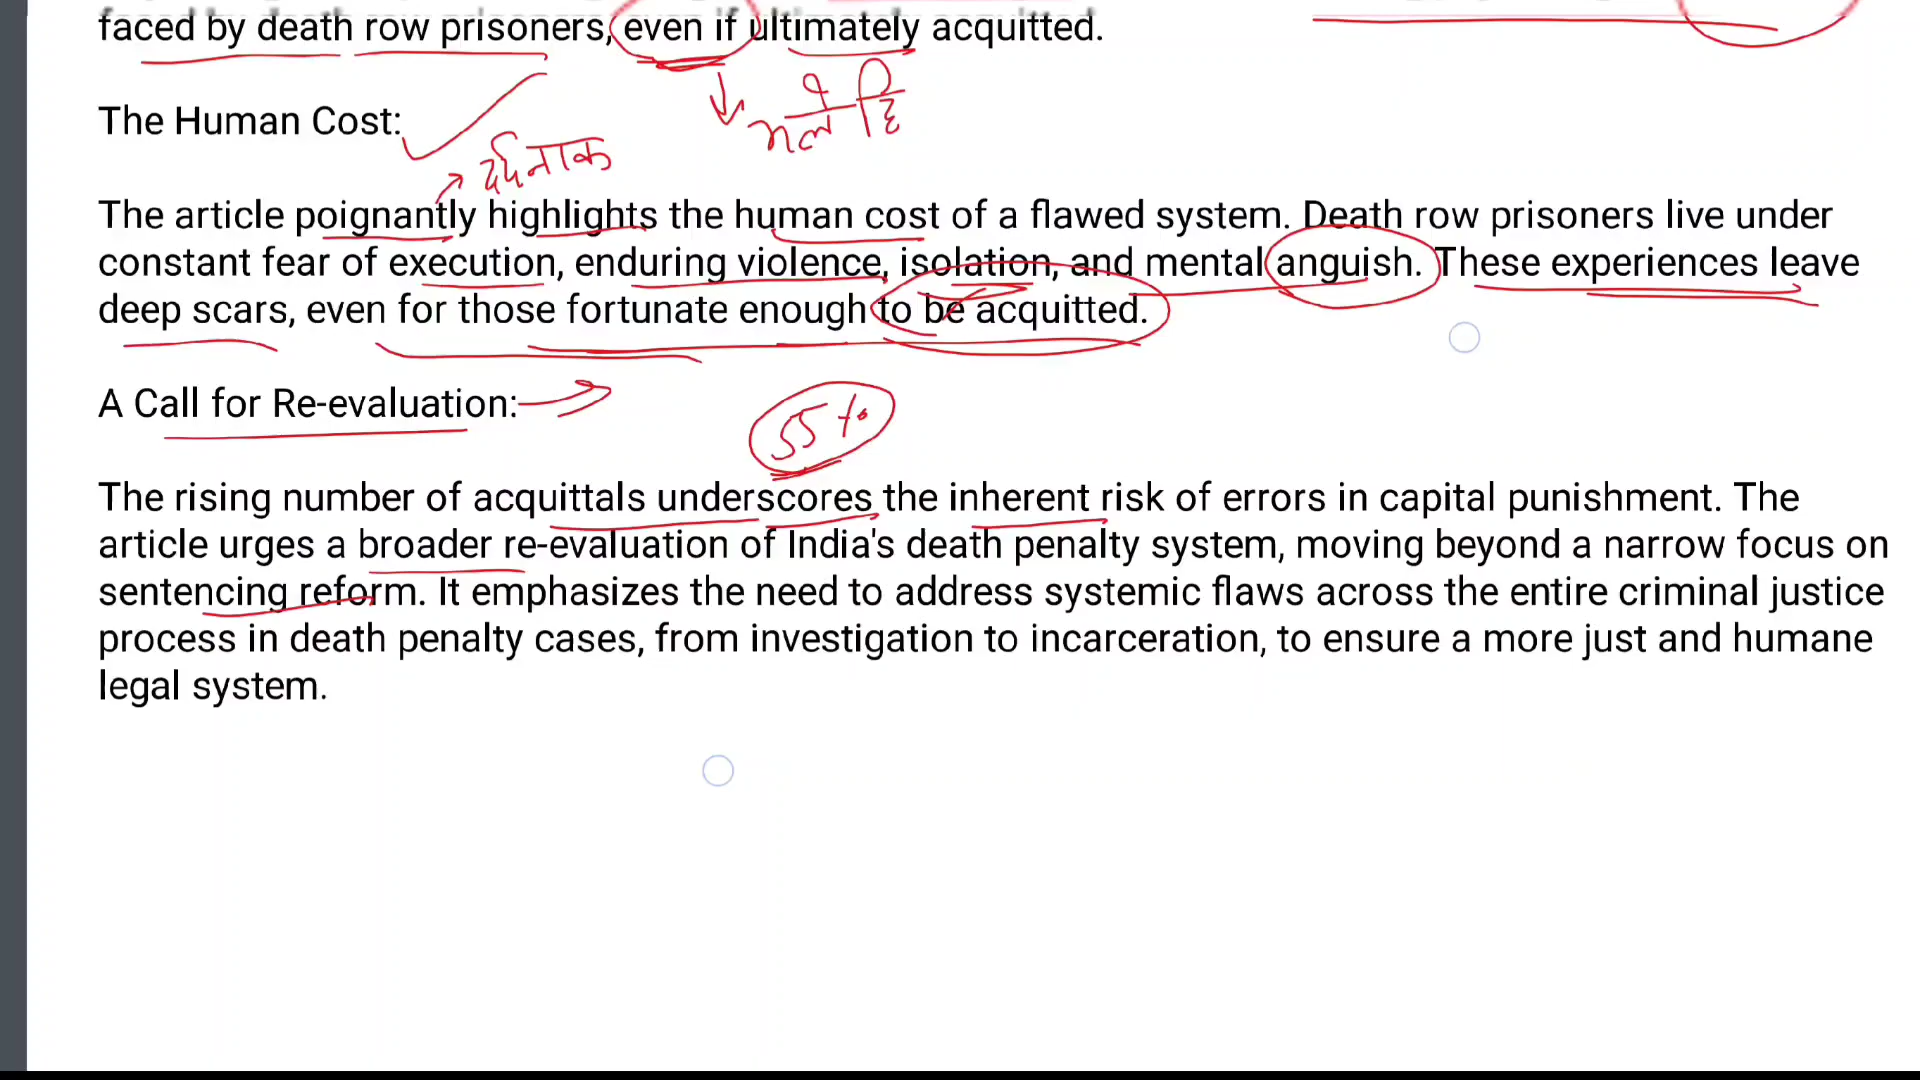 faced by death row prisoners, even if ultimately acquitted.
The Human Cost:
दर्दनाक
The article poignantly highlights the human cost of a flawed system. Death row prisoners live under
constant fear of execution, enduring violence, isolation, and mental anguish. These experiences leave
deep scars, even for those fortunate enough to be acquitted.
A Call for Re-evaluation:
55%
The rising number of acquittals underscores the inherent risk of errors in capital punishment. The
article urges a broader re-evaluation of India's death penalty system, moving beyond a narrow focus on
sentencing reform. It emphasizes the need to address systemic flaws across the entire criminal justice
process in death penalty cases, from investigation to incarceration, to ensure a more just and humane
legal system.